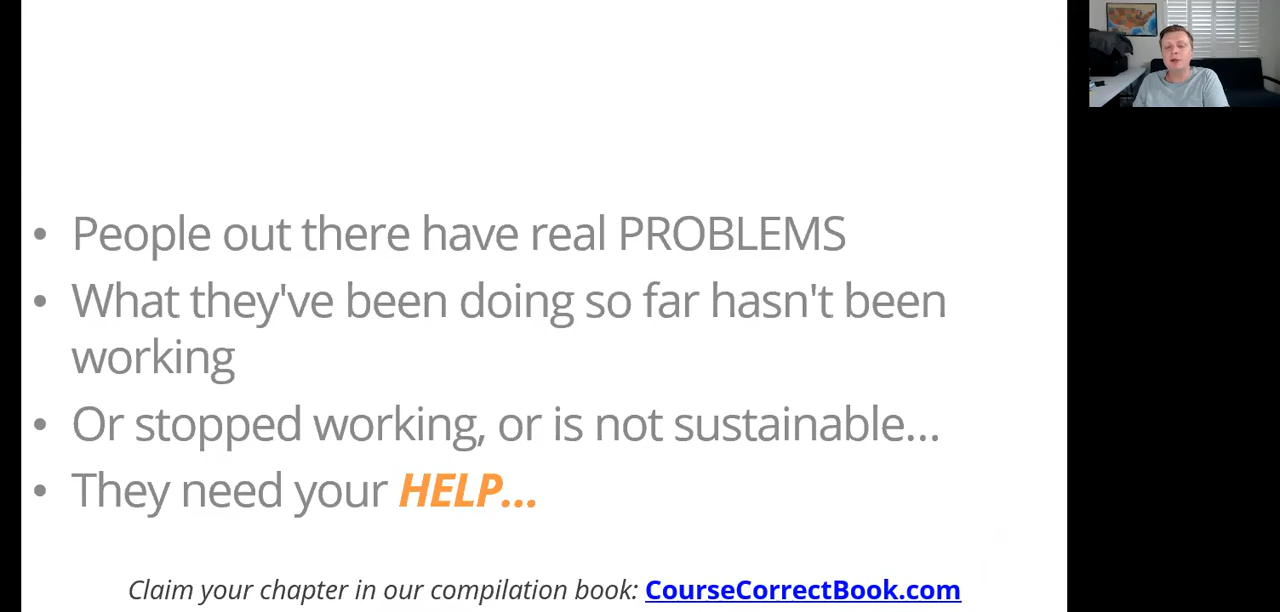 • People out there have real PROBLEMS
• What they've been doing so far hasn't been
working
• Or stopped working, or is not sustainable...
• They need your HELP...
Claim your chapter in our compilation book: CourseCorrectBook.com